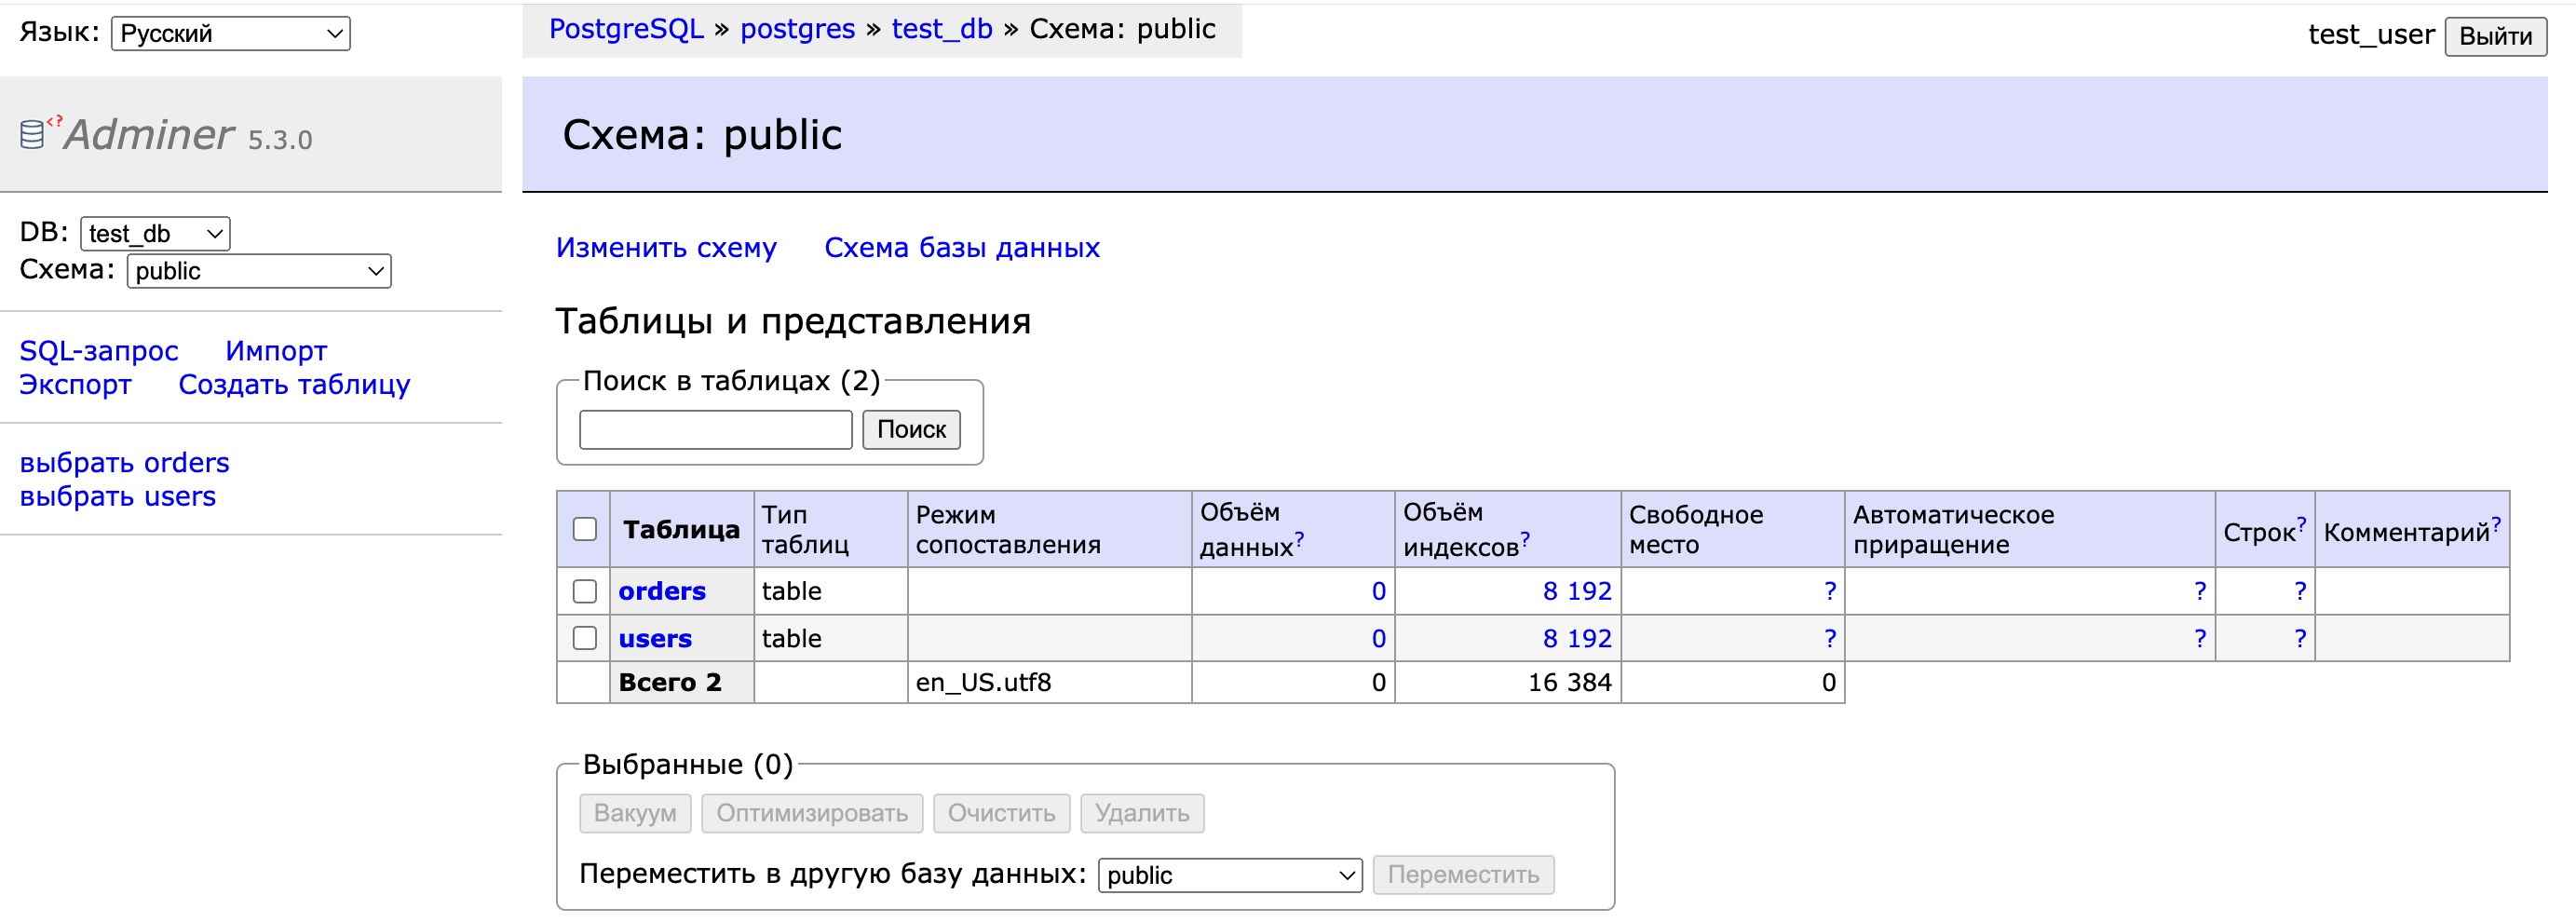 Язык: Русский
PostgreSQL » postgres » test_db » Схема: public
test_user Выйти
<? Adminer 5.3.0
Схема: public
DB: test_db
Схема: public
SQL-запрос Импорт
Экспорт Создать таблицу
выбрать orders
выбрать users
Изменить схему Схема базы данных
Таблицы и представления
Поиск в таблицах (2)
Поиск
Таблица Тип таблиц Режим сопоставления Объём данных? Объём индексов? Свободное место Автоматическое приращение Строк? Комментарий?
orders table 0 8 192 ? ? ?
users table 0 8 192 ? ? ?
Всего 2 en_US.utf8 0 16 384 0
Выбранные (0)
Вакуум Оптимизировать Очистить Удалить
Переместить в другую базу данных: public Переместить